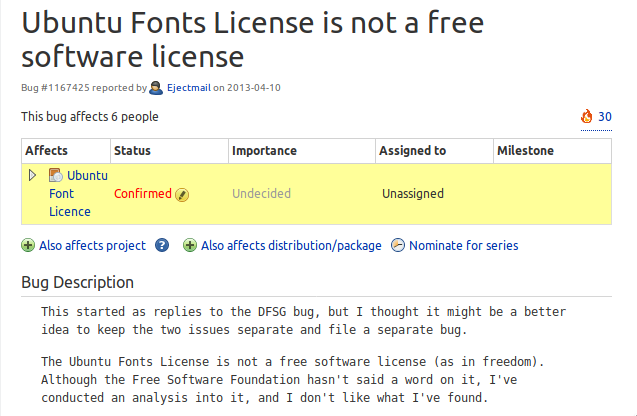 Ubuntu Fonts License is not a free
software license
Bug #1167425 reported by Ejectmail on 2013-04-10
This bug affects 6 people
30
Affects Status Importance Assigned to Milestone
Ubuntu
Font Confirmed Undecided Unassigned
Licence
Also affects project ? Also affects distribution/package Nominate for series
Bug Description
This started as replies to the DFSG bug, but I thought it might be a better
idea to keep the two issues separate and file a separate bug.
The Ubuntu Fonts License is not a free software license (as in freedom).
Although the Free Software Foundation hasn't said a word on it, I've
conducted an analysis into it, and I don't like what I've found.